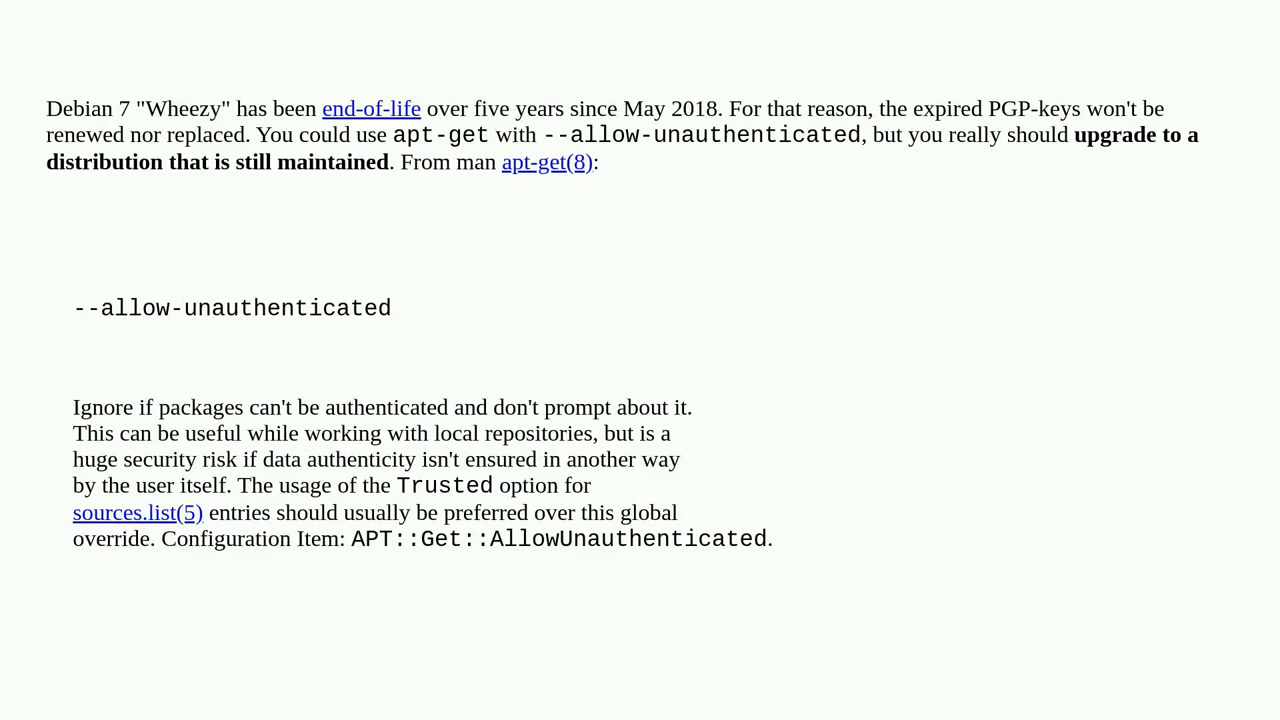 Debian 7 "Wheezy" has been end-of-life over five years since May 2018. For that reason, the expired PGP-keys won't be
renewed nor replaced. You could use apt-get with --allow-unauthenticated, but you really should upgrade to a
distribution that is still maintained. From man apt-get(8):
--allow-unauthenticated
Ignore if packages can't be authenticated and don't prompt about it.
This can be useful while working with local repositories, but is a
huge security risk if data authenticity isn't ensured in another way
by the user itself. The usage of the Trusted option for
sources.list(5) entries should usually be preferred over this global
override. Configuration Item: APT::Get::AllowUnauthenticated.